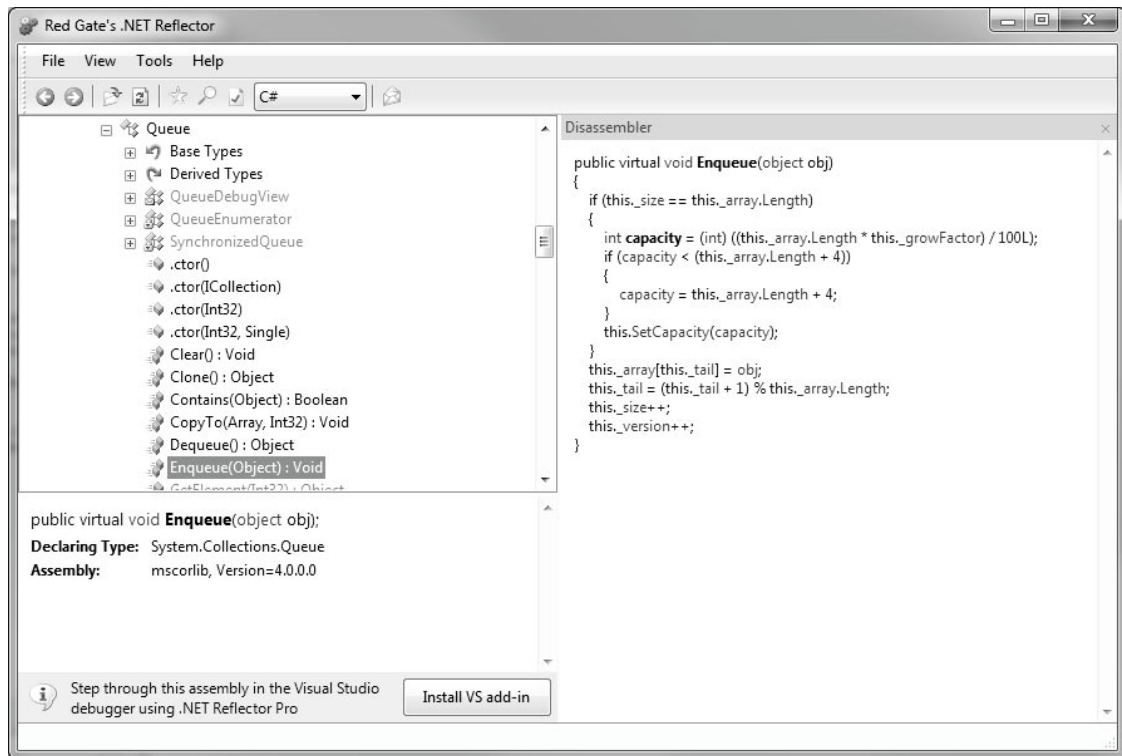 Red Gate's .NET Reflector
File View Tools Help
C#
Queue
Base Types
Derived Types
QueueDebugView
QueueEnumerator
SynchronizedQueue
.ctor()
.ctor(ICollection)
.ctor(Int32)
.ctor(Int32, Single)
Clear() : Void
Clone() : Object
Contains(Object) : Boolean
CopyTo(Array, Int32) : Void
Dequeue() : Object
Enqueue(Object) : Void
GetElement(Int32) : Object
public virtual void Enqueue(object obj);
Declaring Type: System.Collections.Queue
Assembly: mscorlib, Version=4.0.0.0
Step through this assembly in the Visual Studio
debugger using .NET Reflector Pro
Install VS add-in
Disassembler
public virtual void Enqueue(object obj)
{
if (this._size == this._array.Length)
{
int capacity = (int) ((this._array.Length * this._growFactor) / 100L);
if (capacity < (this._array.Length + 4))
{
capacity = this._array.Length + 4;
}
this.SetCapacity(capacity);
}
this._array[this._tail] = obj;
this._tail = (this._tail + 1) % this._array.Length;
this._size++;
this._version++;
}